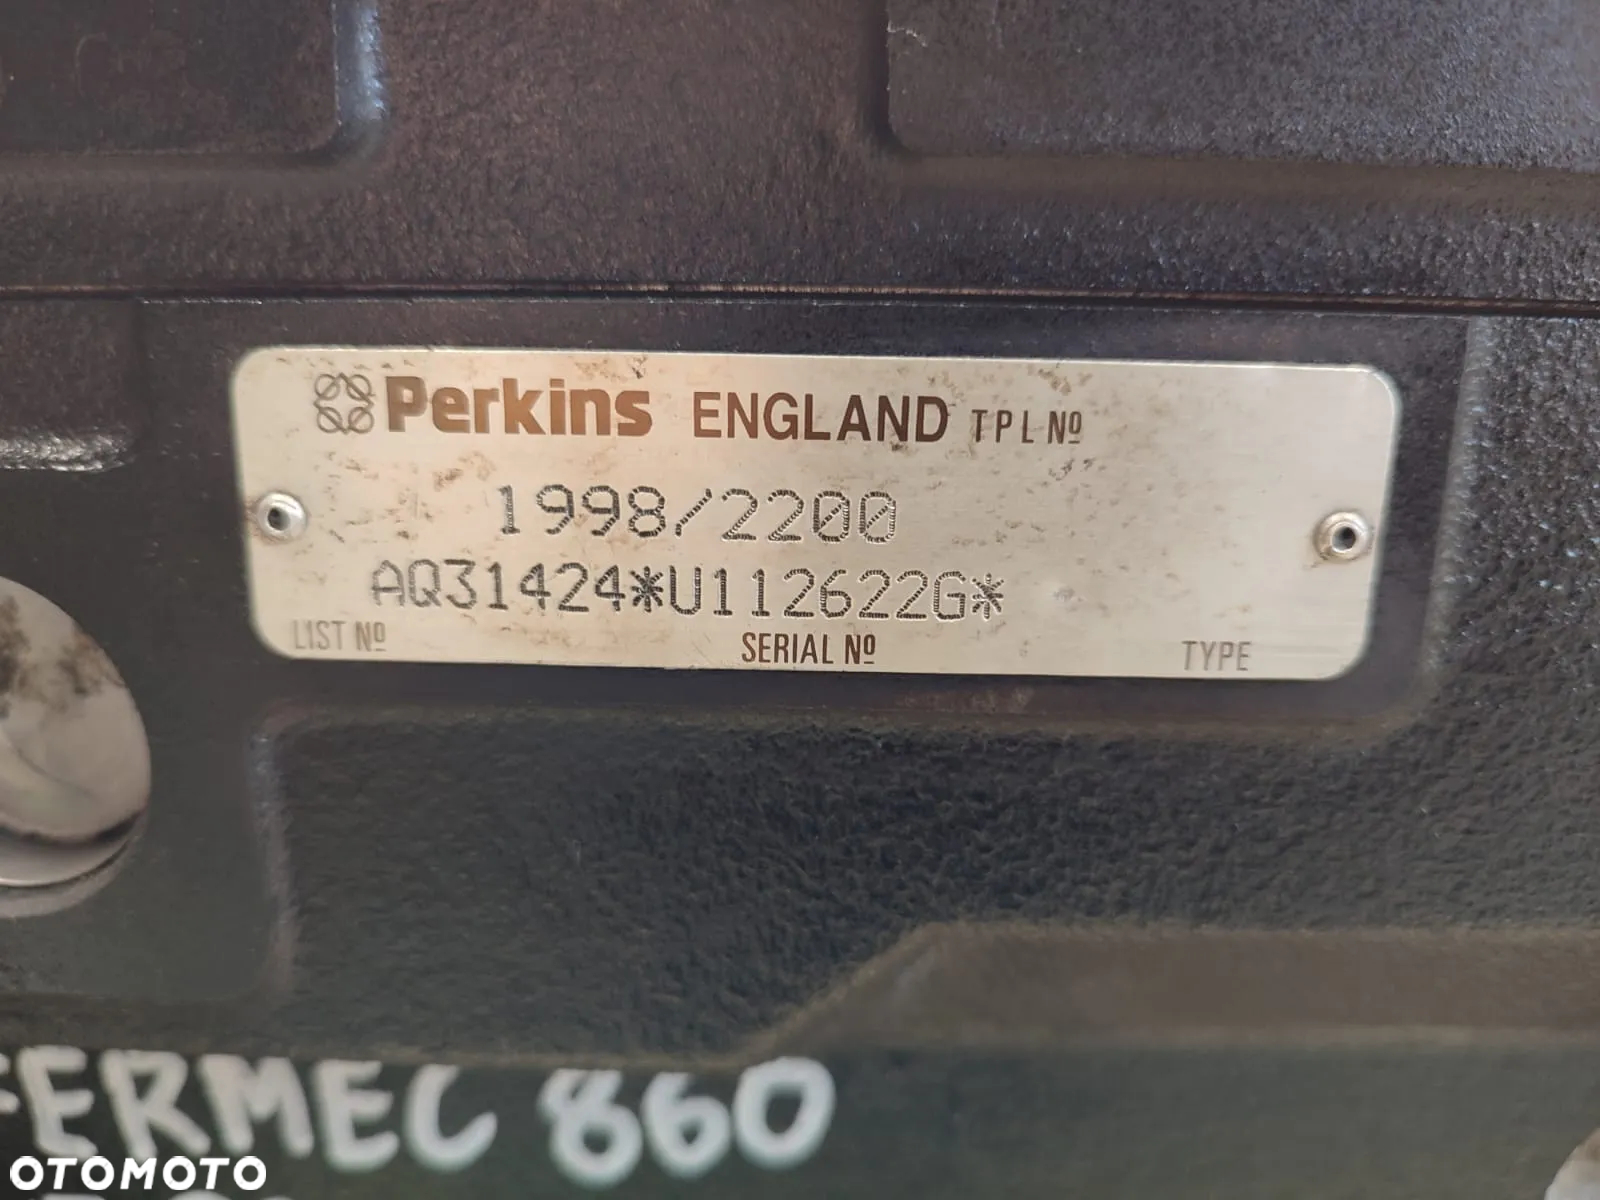 Perkins ENGLAND TPL Nº
1998/2200
AQ31424*U112622G*
LIST Nº SERIAL Nº TYPE
FERMEC 860
OTOMOTO